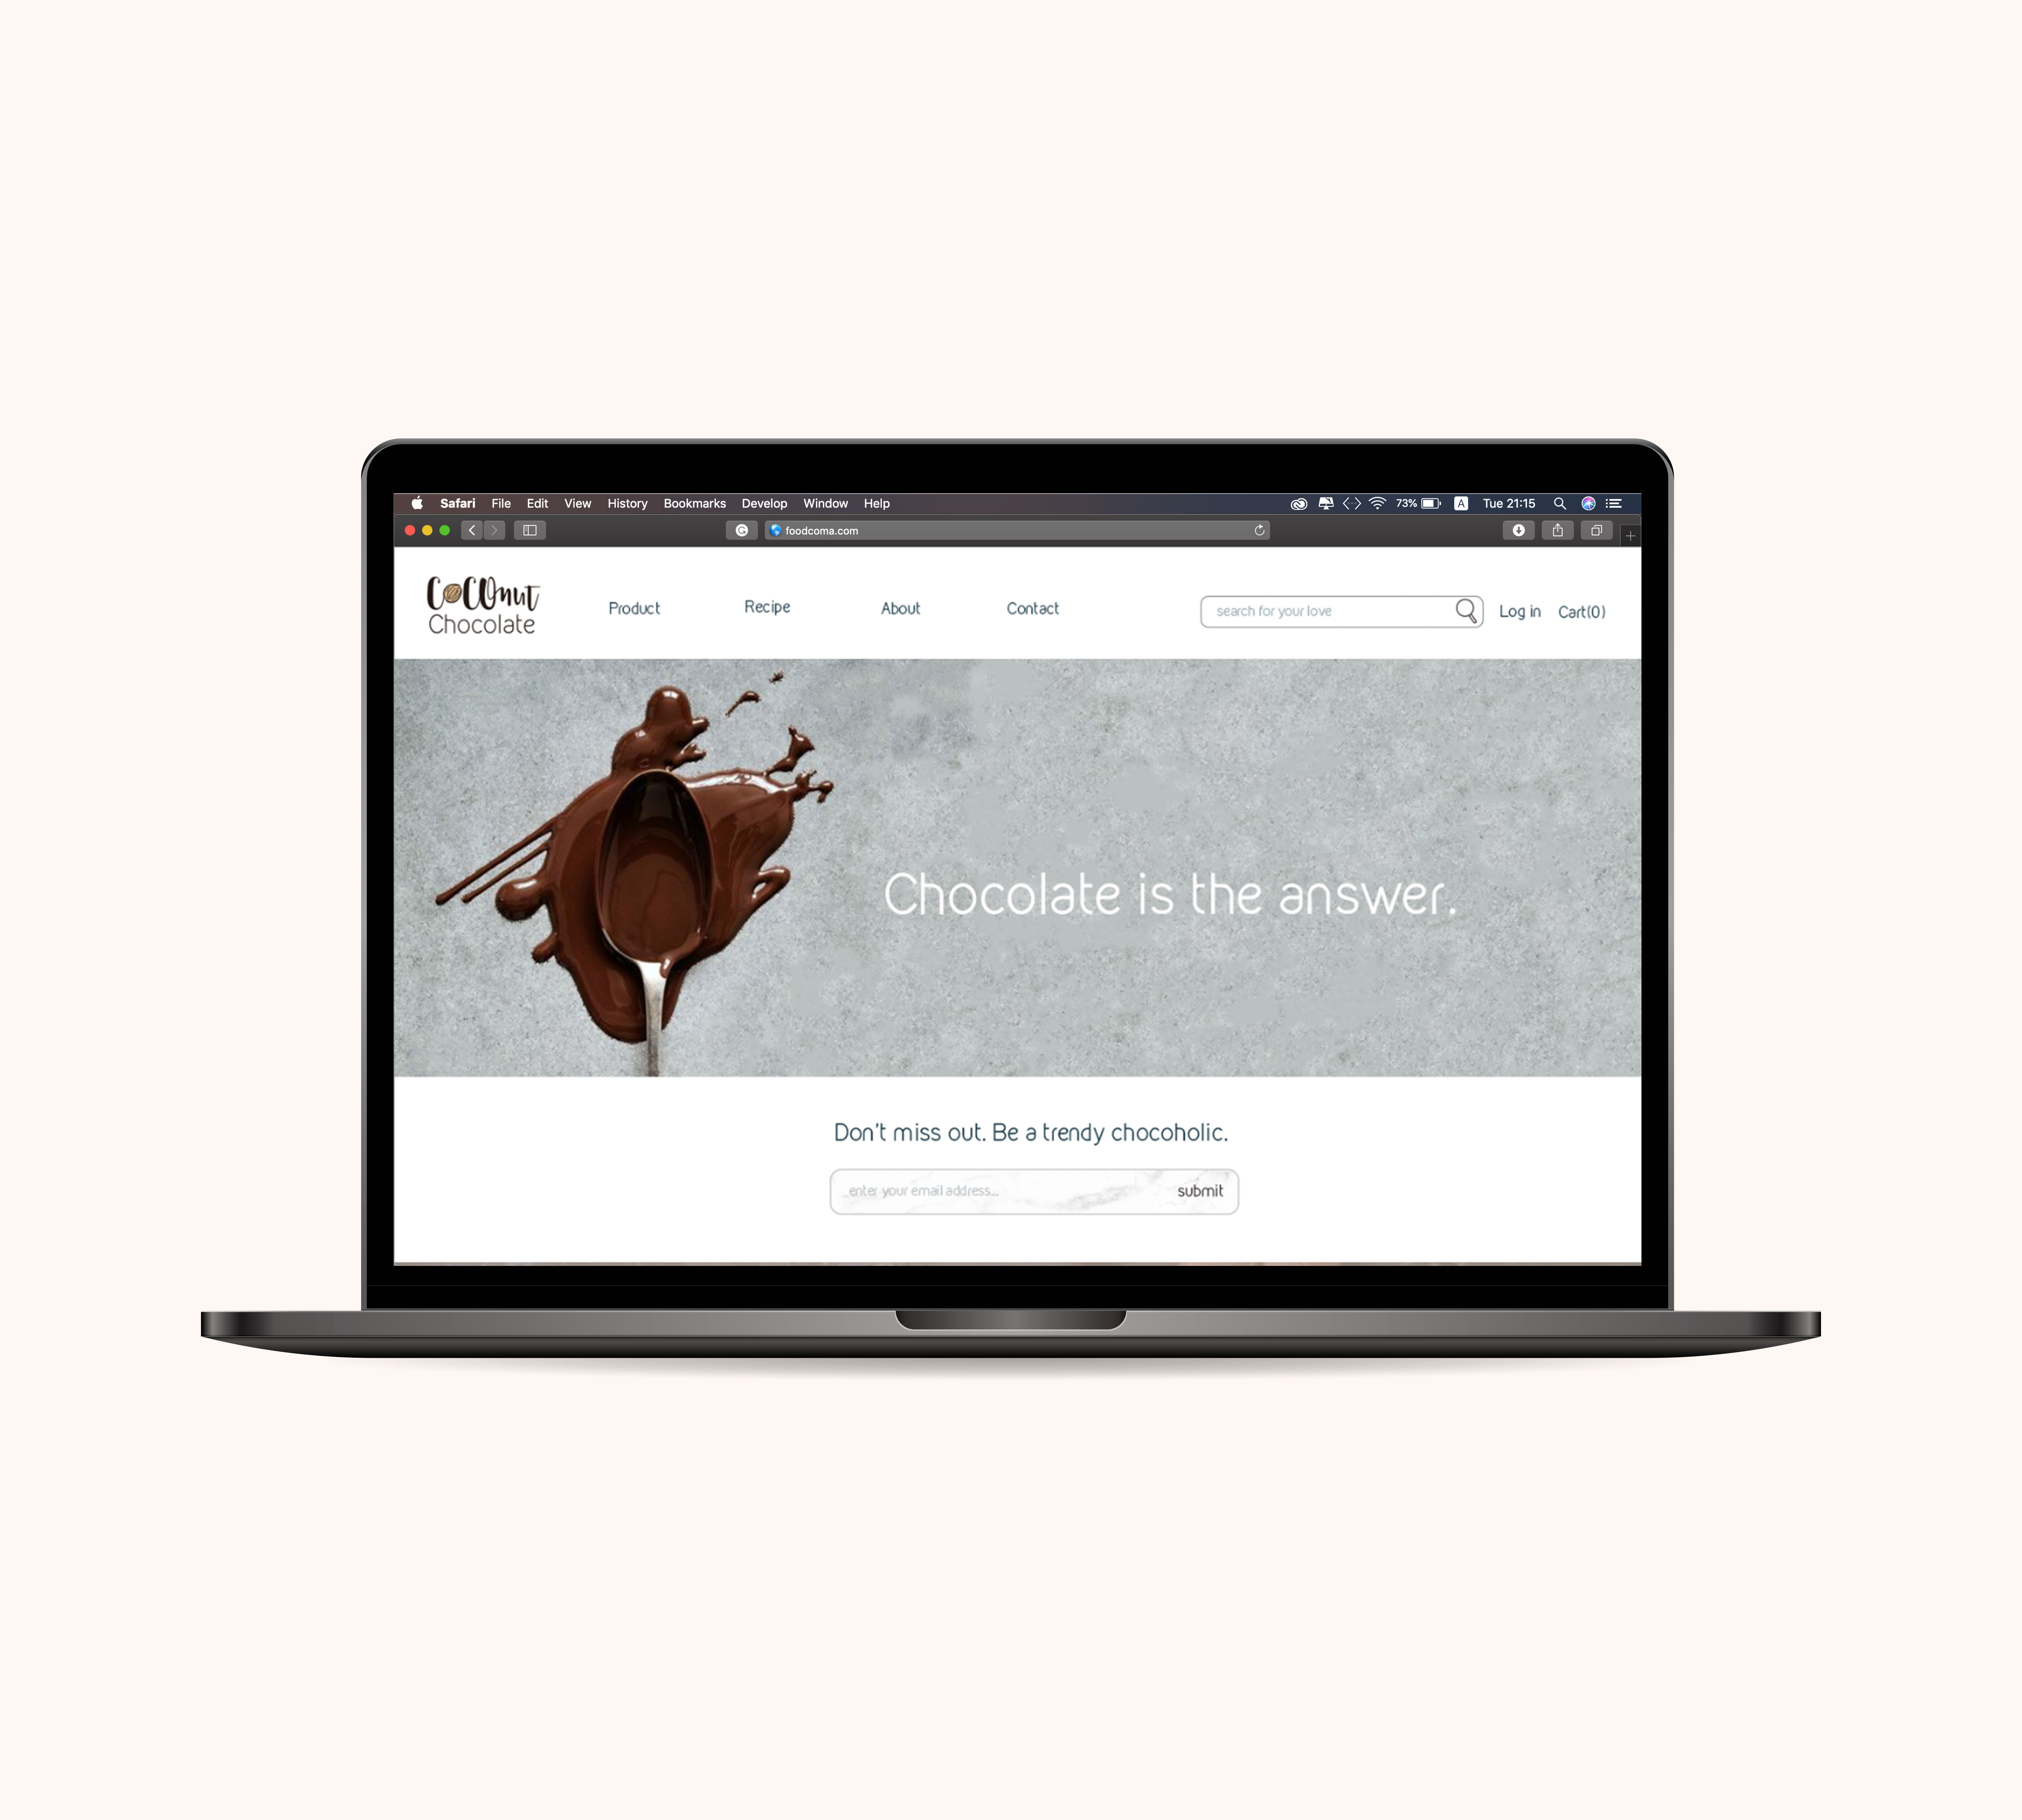 Safari File Edit View History Bookmarks Develop Window Help 73% A Tue 21:15
G foodcoma.com
COCOnut
Chocolate
Product Recipe About Contact search for your love Log in Cart(0)
Chocolate is the answer.
Don't miss out. Be a trendy chocoholic.
enter your email address... submit